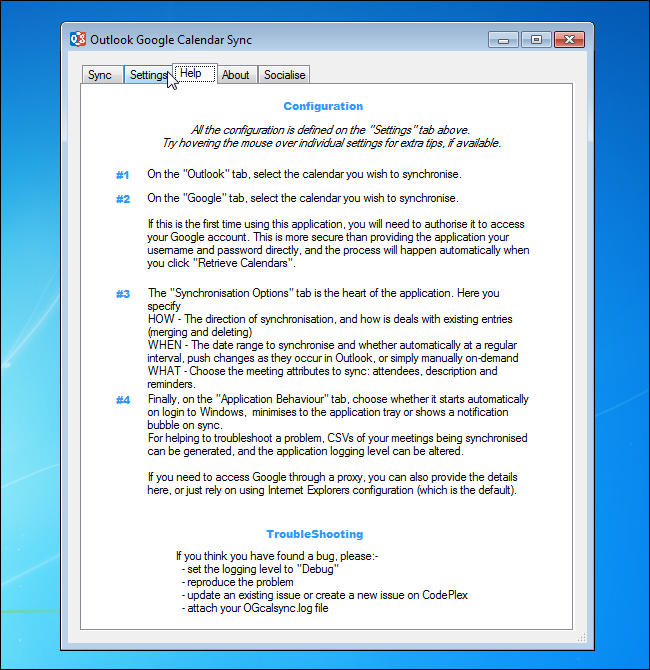 Outlook Google Calendar Sync
Sync Settings Help About Socialise
Configuration
All the configuration is defined on the "Settings" tab above.
Try hovering the mouse over individual settings for extra tips, if available.
#1 On the "Outlook" tab, select the calendar you wish to synchronise.
#2 On the "Google" tab, select the calendar you wish to synchronise.
If this is the first time using this application, you will need to authorise it to access
your Google account. This is more secure than providing the application your
username and password directly, and the process will happen automatically when
you click "Retrieve Calendars".
#3 The "Synchronisation Options" tab is the heart of the application. Here you
specify
HOW - The direction of synchronisation, and how is deals with existing entries
(merging and deleting)
WHEN - The date range to synchronise and whether automatically at a regular
interval, push changes as they occur in Outlook, or simply manually on-demand
WHAT - Choose the meeting attributes to sync: attendees, description and
reminders.
#4 Finally, on the "Application Behaviour" tab, choose whether it starts automatically
on login to Windows, minimises to the application tray or shows a notification
bubble on sync.
For helping to troubleshoot a problem, CSVs of your meetings being synchronised
can be generated, and the application logging level can be altered.
If you need to access Google through a proxy, you can also provide the details
here, or just rely on using Internet Explorers configuration (which is the default).
TroubleShooting
If you think you have found a bug, please:-
- set the logging level to "Debug"
- reproduce the problem
- update an existing issue or create a new issue on CodePlex
- attach your OGcalsync.log file